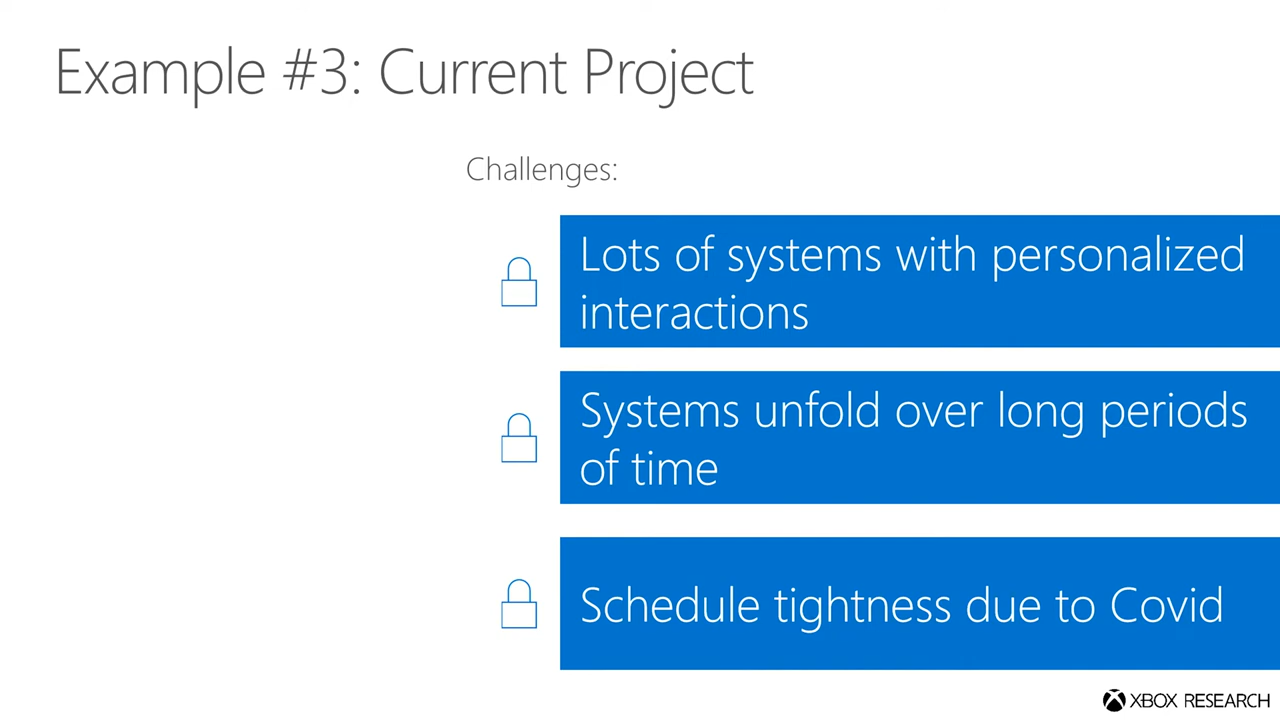 Example #3: Current Project
Challenges:
Lots of systems with personalized
interactions
Systems unfold over long periods
of time
Schedule tightness due to Covid
XBOX RESEARCH